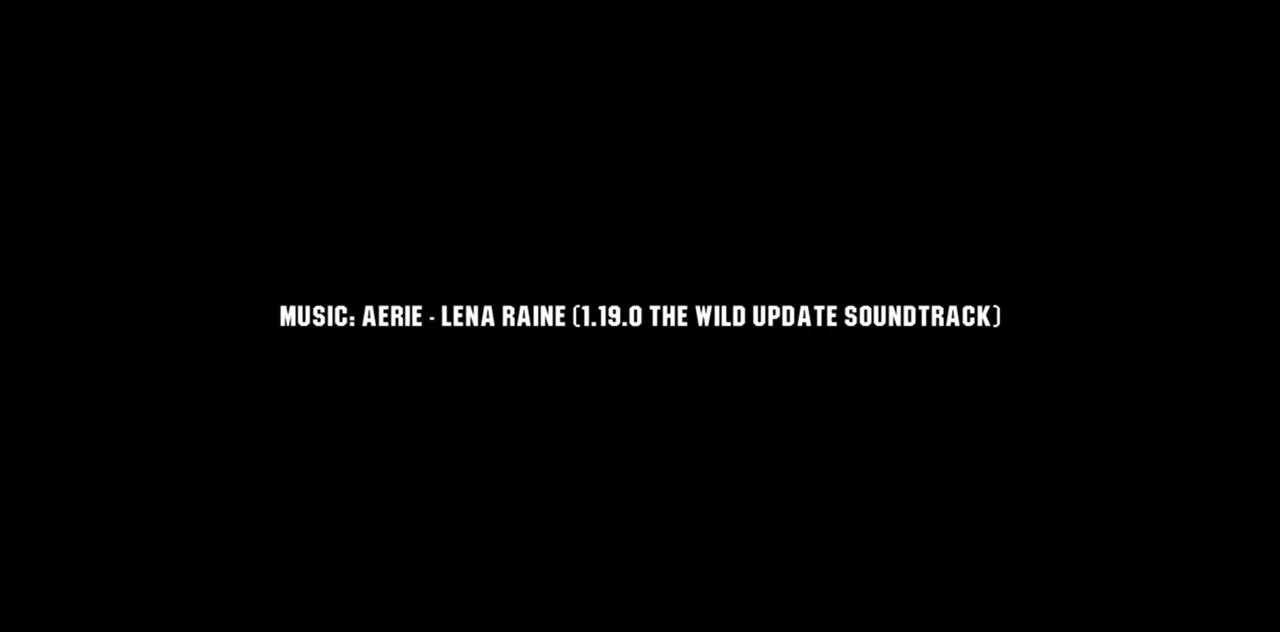 MUSIC: AERIE - LENA RAINE (1.19.0 THE WILD UPDATE SOUNDTRACK)